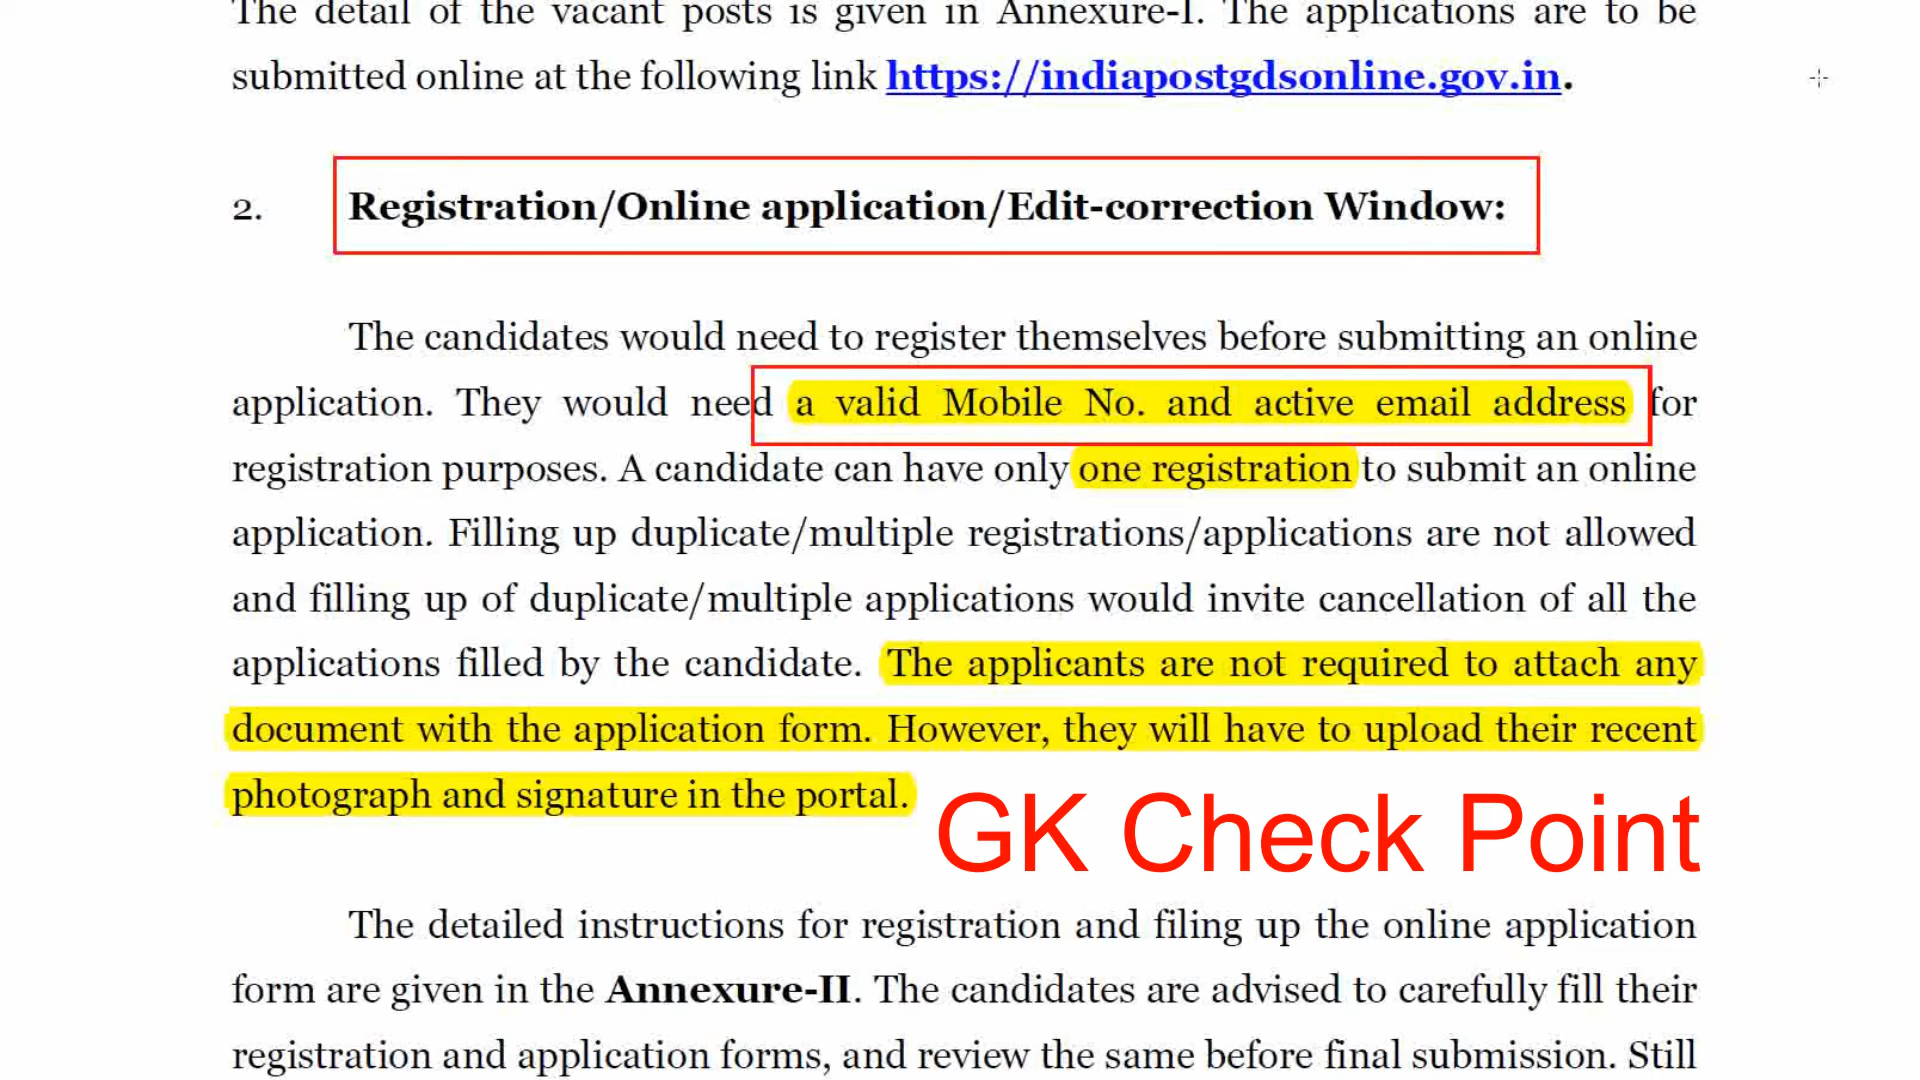 The detail of the vacant posts is given in Annexure-I. The applications are to be
submitted online at the following link https://indiapostgdsonline.gov.in.
2. Registration/Online application/Edit-correction Window:
The candidates would need to register themselves before submitting an online
application. They would need a valid Mobile No. and active email address for
registration purposes. A candidate can have only one registration to submit an online
application. Filling up duplicate/multiple registrations/applications are not allowed
and filling up of duplicate/multiple applications would invite cancellation of all the
applications filled by the candidate. The applicants are not required to attach any
document with the application form. However, they will have to upload their recent
photograph and signature in the portal.
GK Check Point
The detailed instructions for registration and filing up the online application
form are given in the Annexure-II. The candidates are advised to carefully fill their
registration and application forms, and review the same before final submission. Still